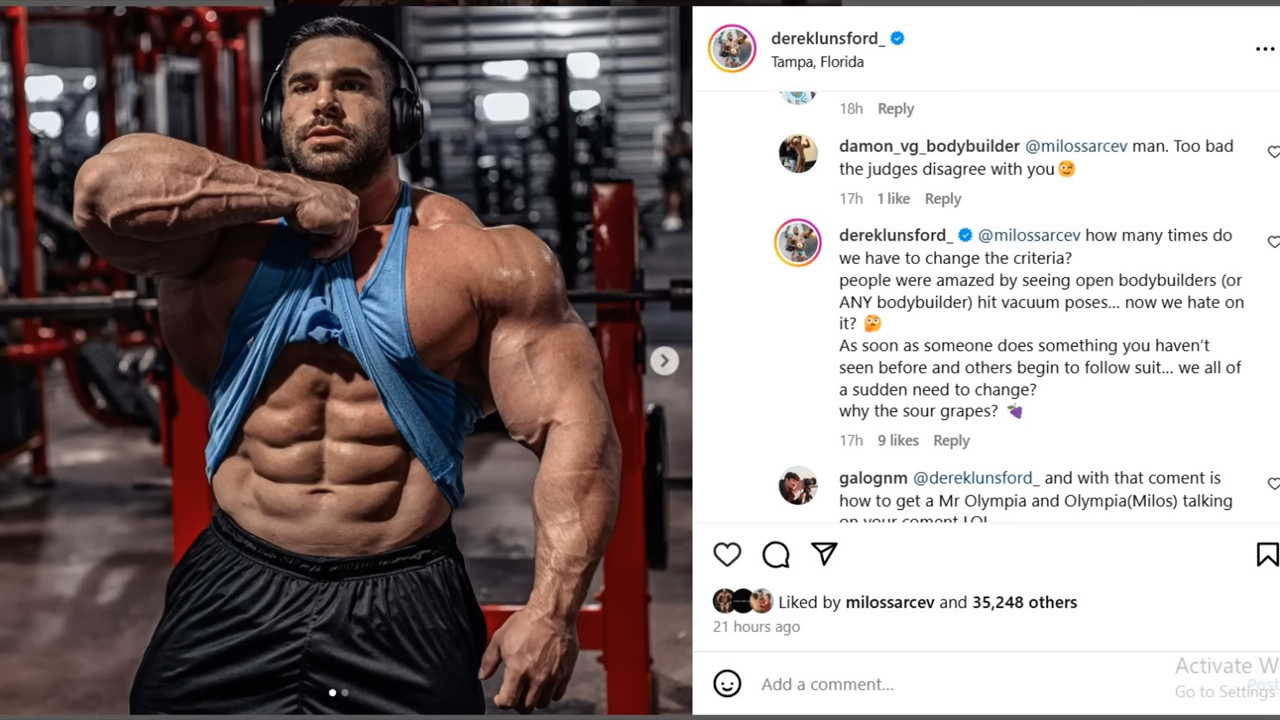 dereklunsford_
Tampa, Florida
18h Reply
damon_vg_bodybuilder @milossarcev man. Too bad
the judges disagree with you😉
17h 1 like Reply
dereklunsford_ @milossarcev how many times do
we have to change the criteria?
people were amazed by seeing open bodybuilders (or
ANY bodybuilder) hit vacuum poses... now we hate on
it? 🤔
As soon as someone does something you haven't
seen before and others begin to follow suit... we all of
a sudden need to change?
why the sour grapes? 🍇
17h 9 likes Reply
galognm @dereklunsford_ and with that coment is
how to get a Mr Olympia and Olympia(Milos) talking
on your coment LOL
Liked by milossarcev and 35,248 others
21 hours ago
Add a comment...
Activate W
Post
Go to Settings